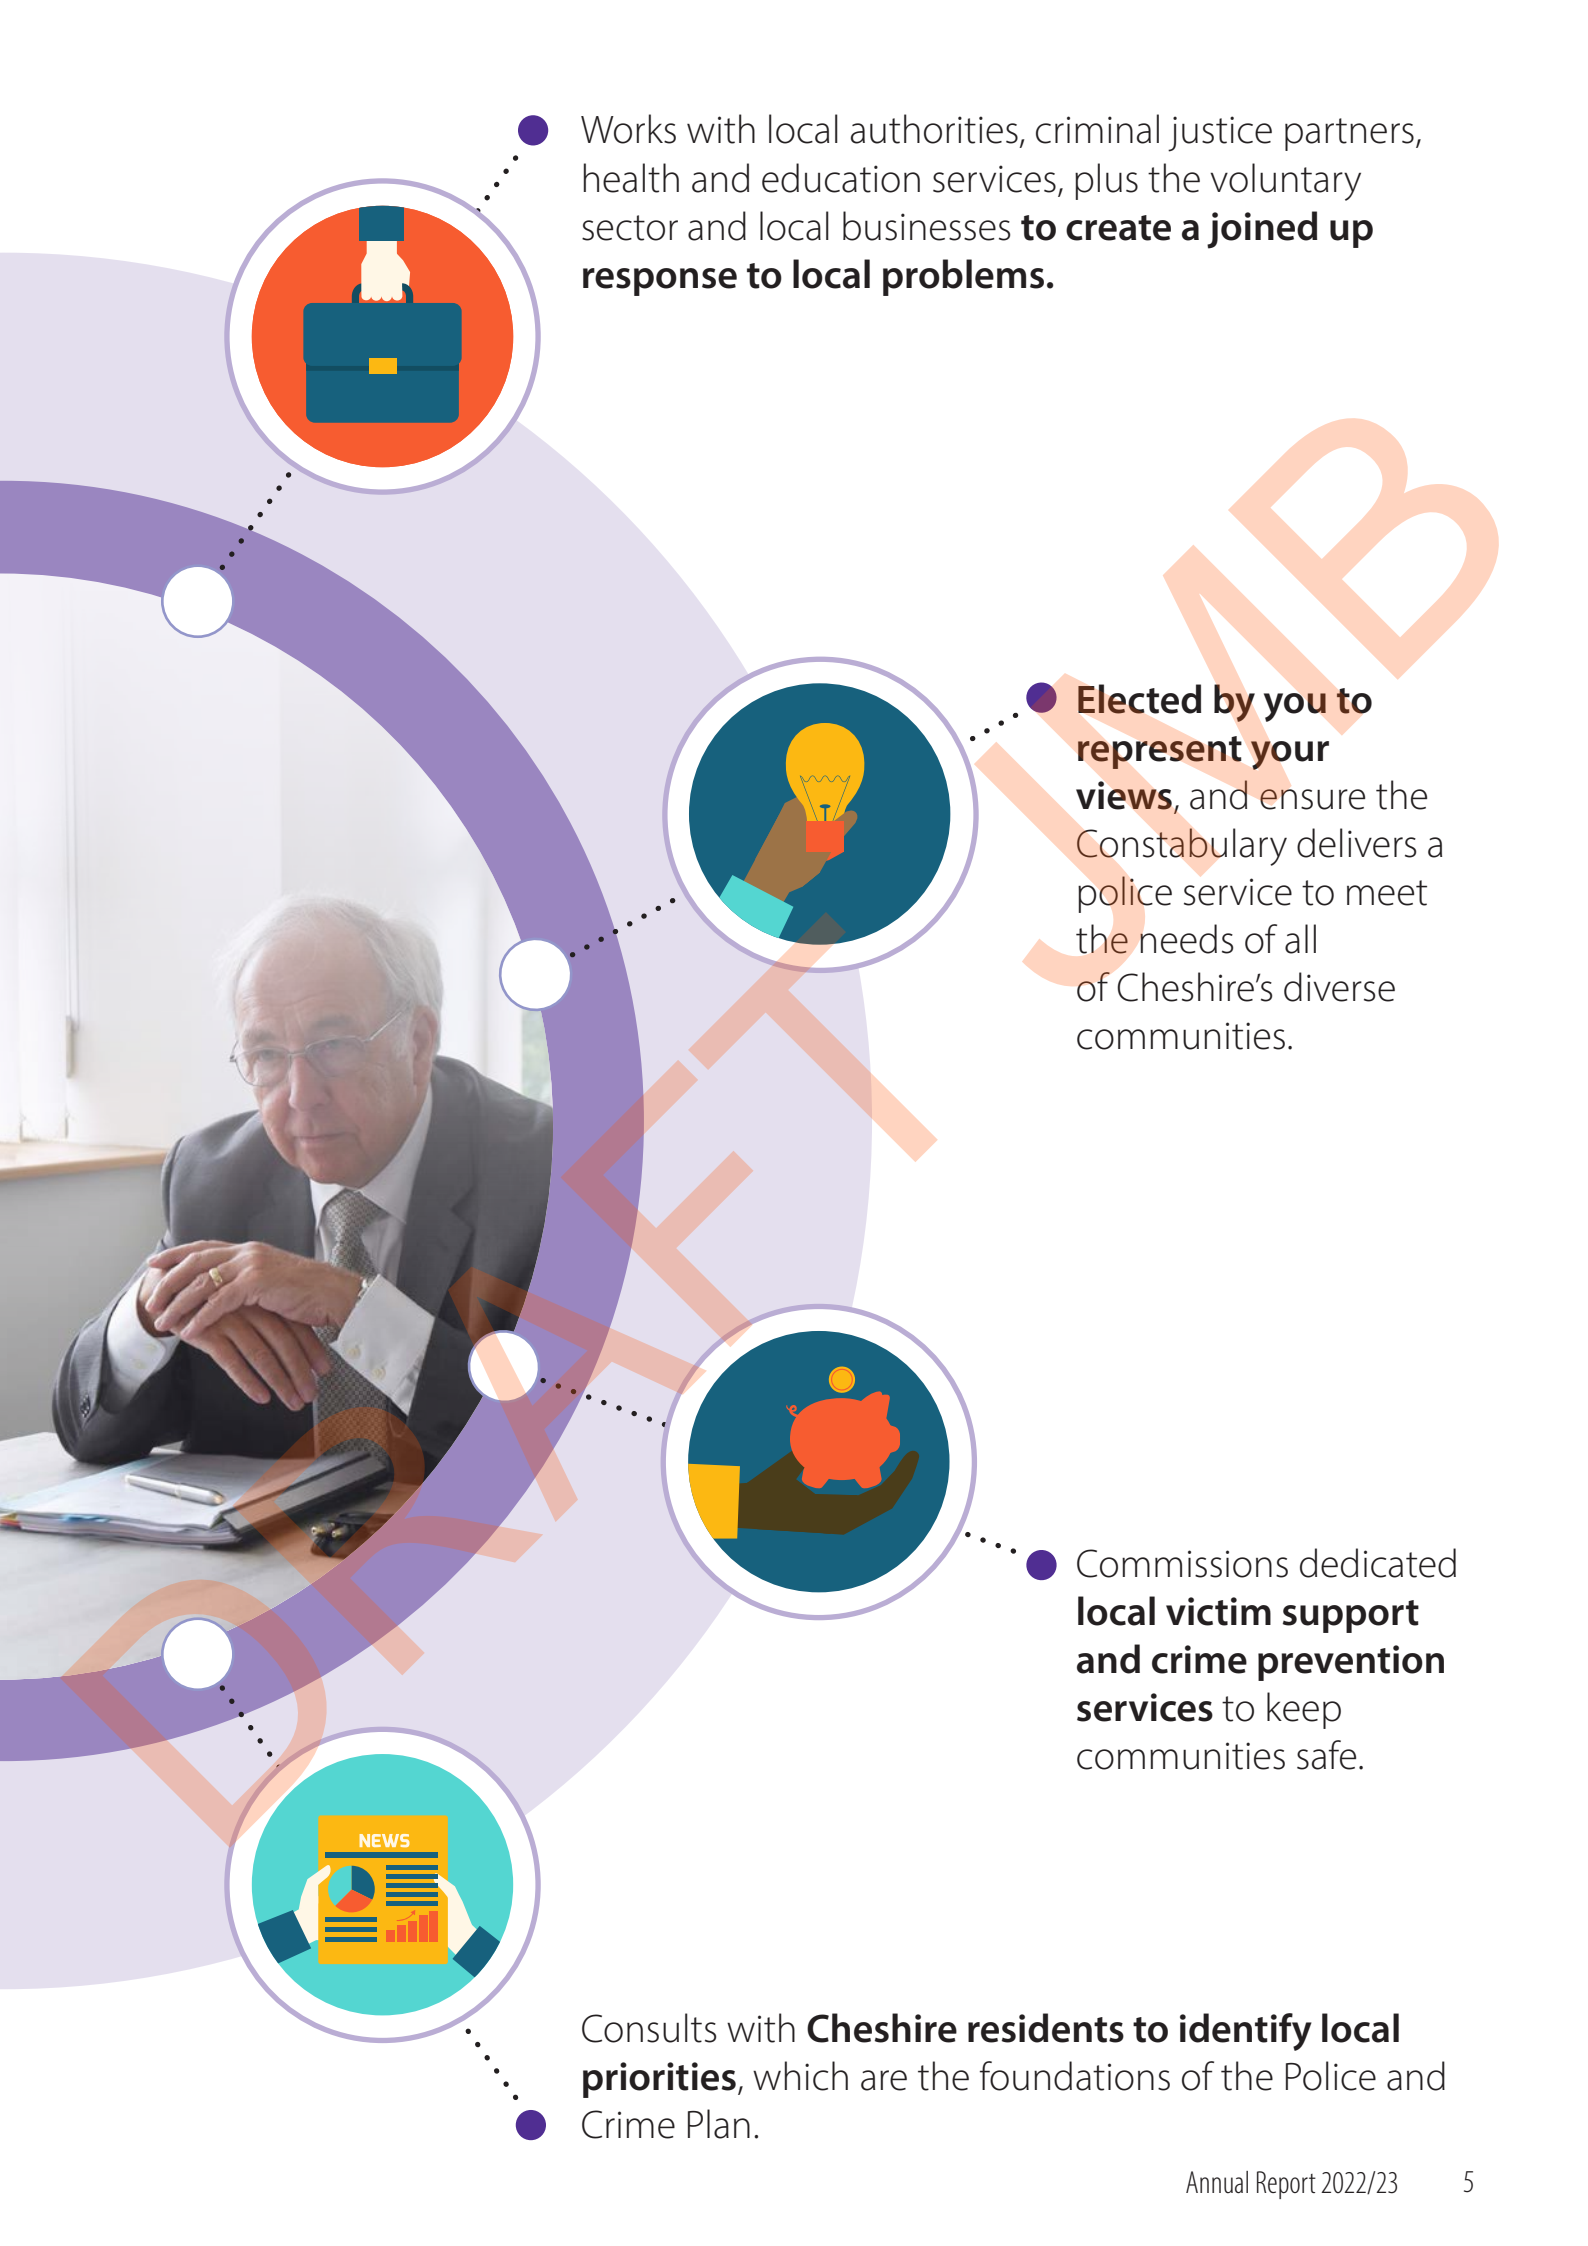 Works with local authorities, criminal justice partners,
health and education services, plus the voluntary
sector and local businesses to create a joined up
response to local problems.
Elected by you to
represent your
views, and ensure the
Constabulary delivers a
police service to meet
the needs of all
of Cheshire’s diverse
communities.
Commissions dedicated
local victim support
and crime prevention
services to keep
communities safe.
NEWS
Consults with Cheshire residents to identify local
priorities, which are the foundations of the Police and
Crime Plan.
Annual Report 2022/23 5
DRAFT JMB